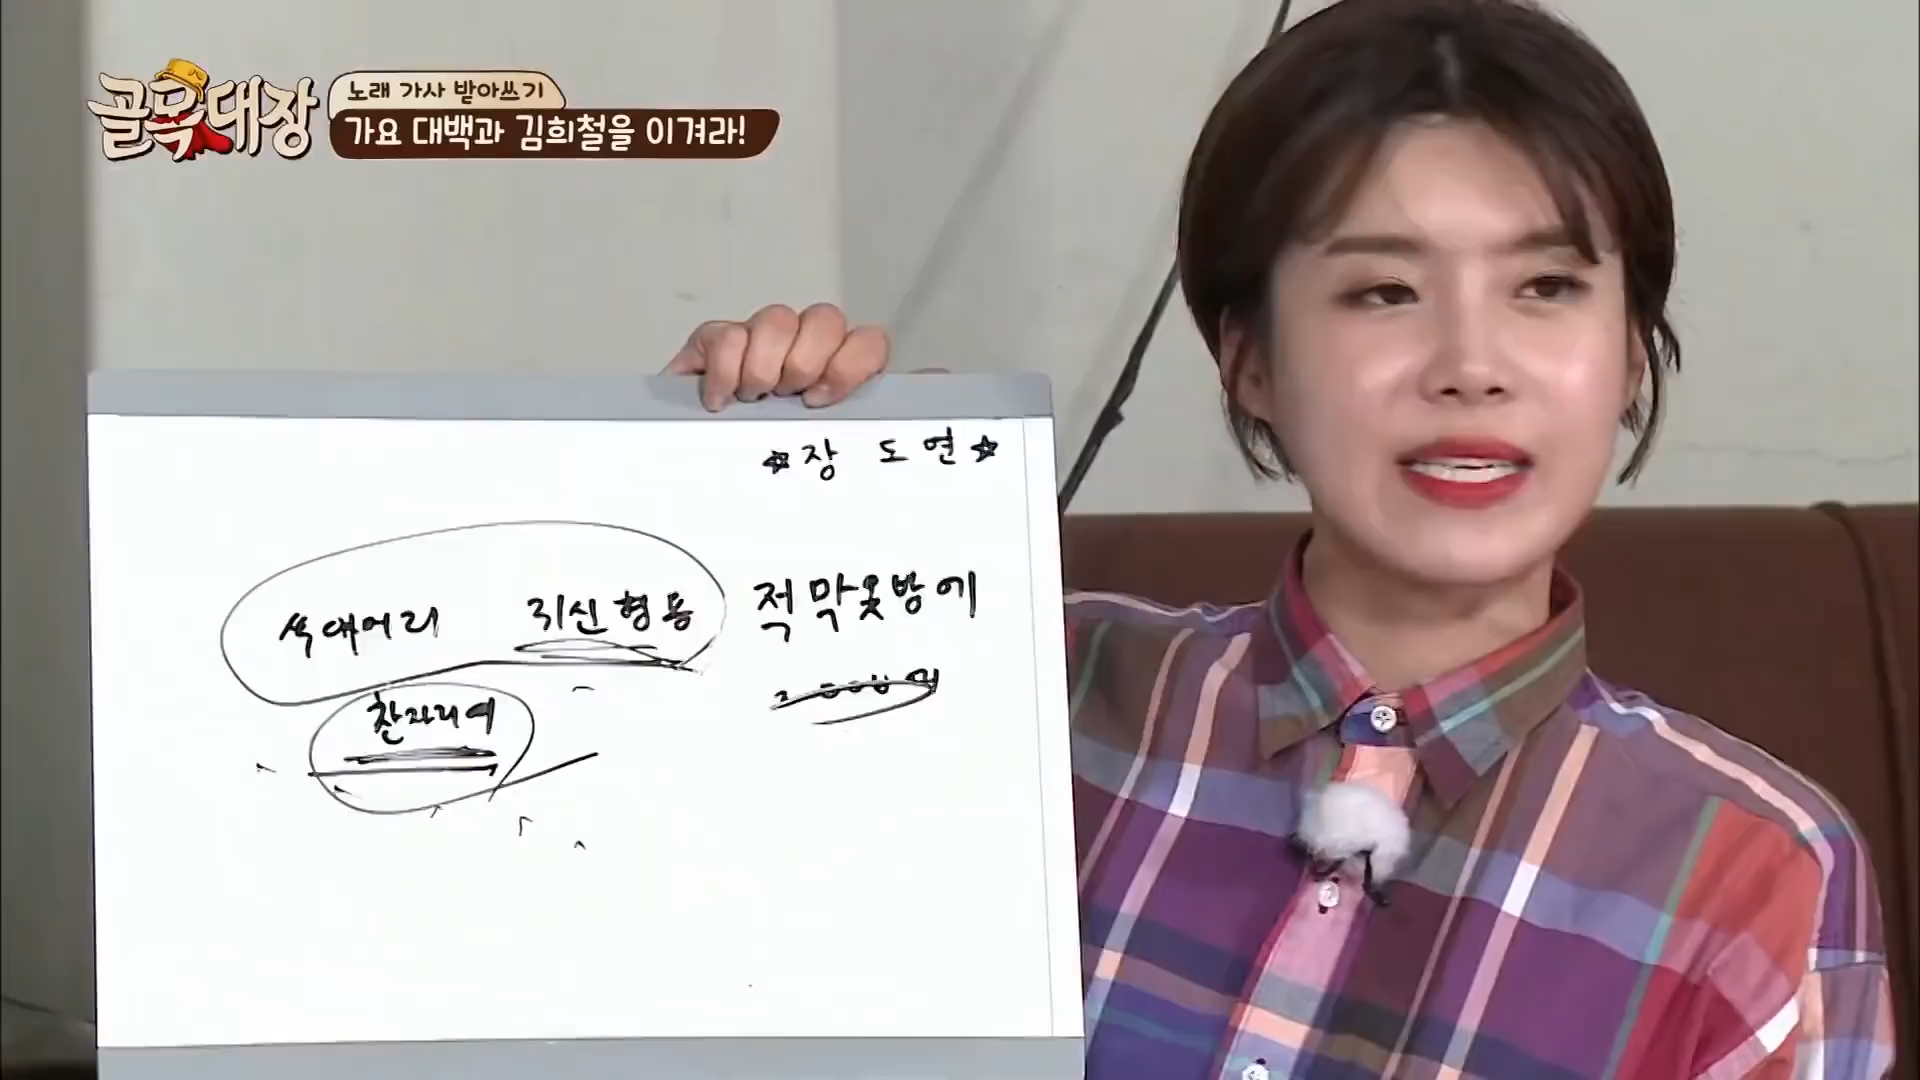 골목대장
노래 가사 받아쓰기
가요 대백과 김희철을 이겨라!
☆장 도연☆
쑥대머리 귀신형용 적막옥방에
찬자리에